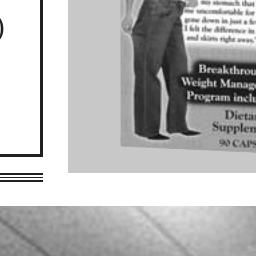 )
my stomach that
me uncomfortable for
gone down in just a fe
I felt the difference in
and skirts right away."
Breakthrou
Weight Manage
Program inclu
Dieta
Supplem
90 CAPS